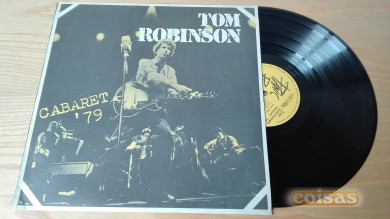 TOM
ROBINSON
CABARET
'79
coisas